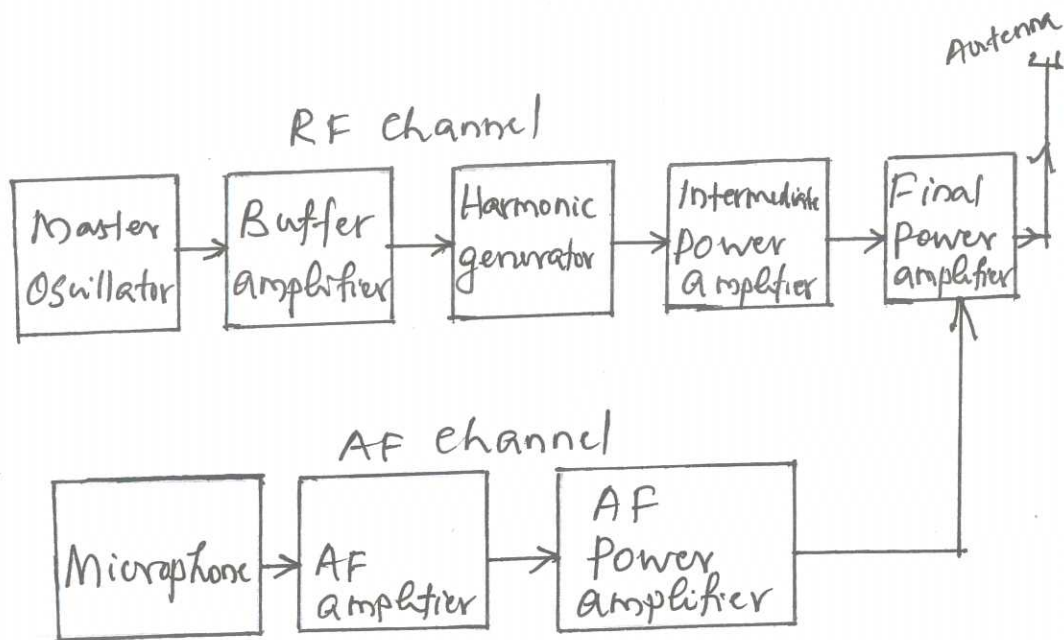 Antenna
RF channel
Master
Oscillator
Buffer
amplifier
Harmonic
generator
Intermediate
power
amplifier
Final
power
amplifier
AF channel
Microphone
AF
amplifier
AF
Power
amplifier